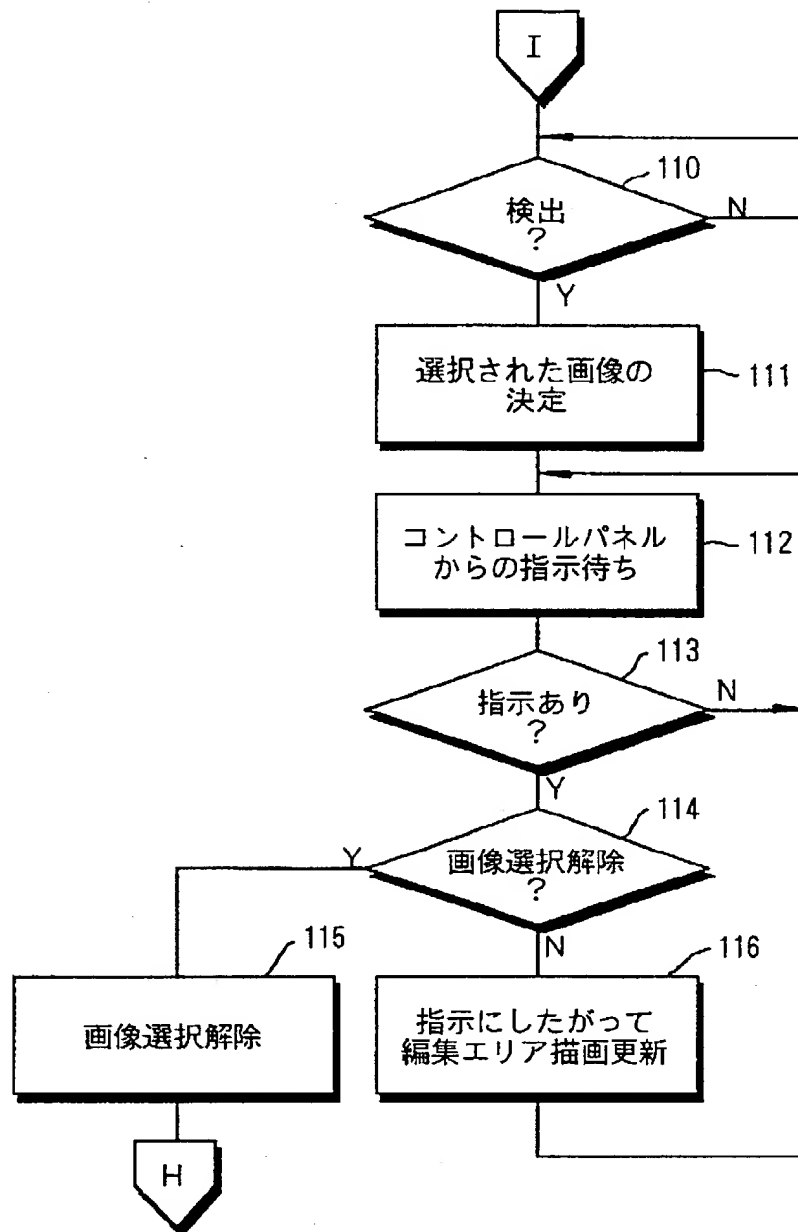 I
110
検出
?
N
Y
選択された画像の
決定
111
コントロールパネル
からの指示待ち
112
113
指示あり
?
N
Y
114
画像選択解除
?
Y
N
115
画像選択解除
116
指示にしたがって
編集エリア描画更新
H